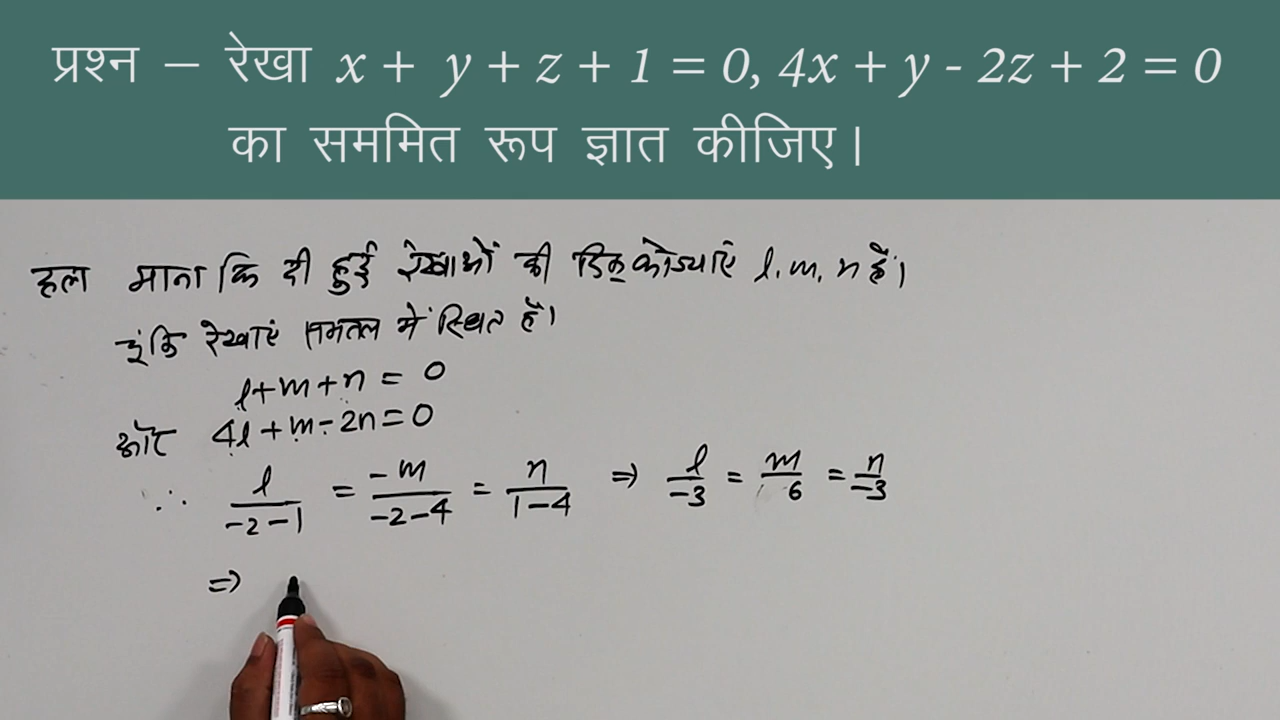 प्रश्न – रेखा x + y + z + 1 = 0, 4x + y - 2z + 2 = 0
का सममित रूप ज्ञात कीजिए।
हल माना कि दी हुई रेखाओं की दिक् कोज्याएं l, m, n हैं।
चूंकि रेखाएं समतल में स्थित हैं।
l + m + n = 0
और 4l + m - 2n = 0
∴ l/(-2-1) = -m/(-2-4) = n/(1-4) ⇒ l/-3 = m/6 = n/-3
⇒